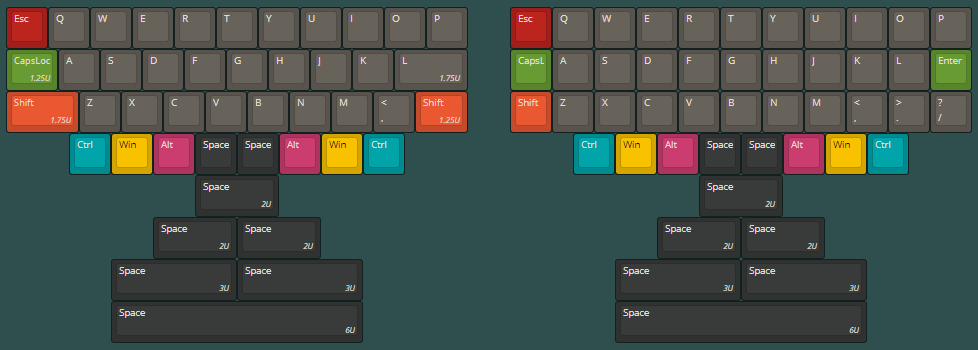 Esc Q W E R T Y U I O P Esc Q W E R T Y U I O P
CapsLoc A S D F G H J K L CapsL A S D F G H J K L Enter
1.25U 1.75U
Shift Z X C V B N M < Shift Shift Z X C V B N M < > ?
1.75U , 1.25U , . /
Ctrl Win Alt Space Space Alt Win Ctrl Ctrl Win Alt Space Space Alt Win Ctrl
Space Space
2U 2U
Space Space Space Space
2U 2U 2U 2U
Space Space Space Space
3U 3U 3U 3U
Space Space
6U 6U